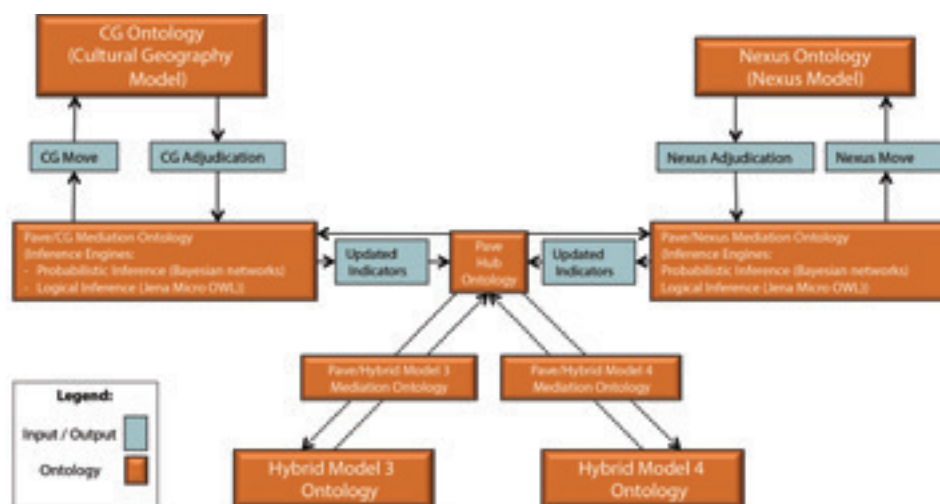 CG Ontology
(Cultural Geography
Model)
Nexus Ontology
(Nexus Model)
CG Move
CG Adjudication
Nexus Adjudication
Nexus Move
Pave/CG Mediation Ontology
(Inference Engines:
- Probabilistic Inference (Bayesian networks)
- Logical Inference (Jena Micro OWL))
Updated
Indicators
Pave
Hub
Ontology
Updated
Indicators
Pave/Nexus Mediation Ontology
(Inference Engines:
Probabilistic Inference (Bayesian networks)
Logical Inference (Jena Micro OWL))
Pave/Hybrid Model 3
Mediation Ontology
Pave/Hybrid Model 4
Mediation Ontology
Legend:
Input / Output
Ontology
Hybrid Model 3
Ontology
Hybrid Model 4
Ontology